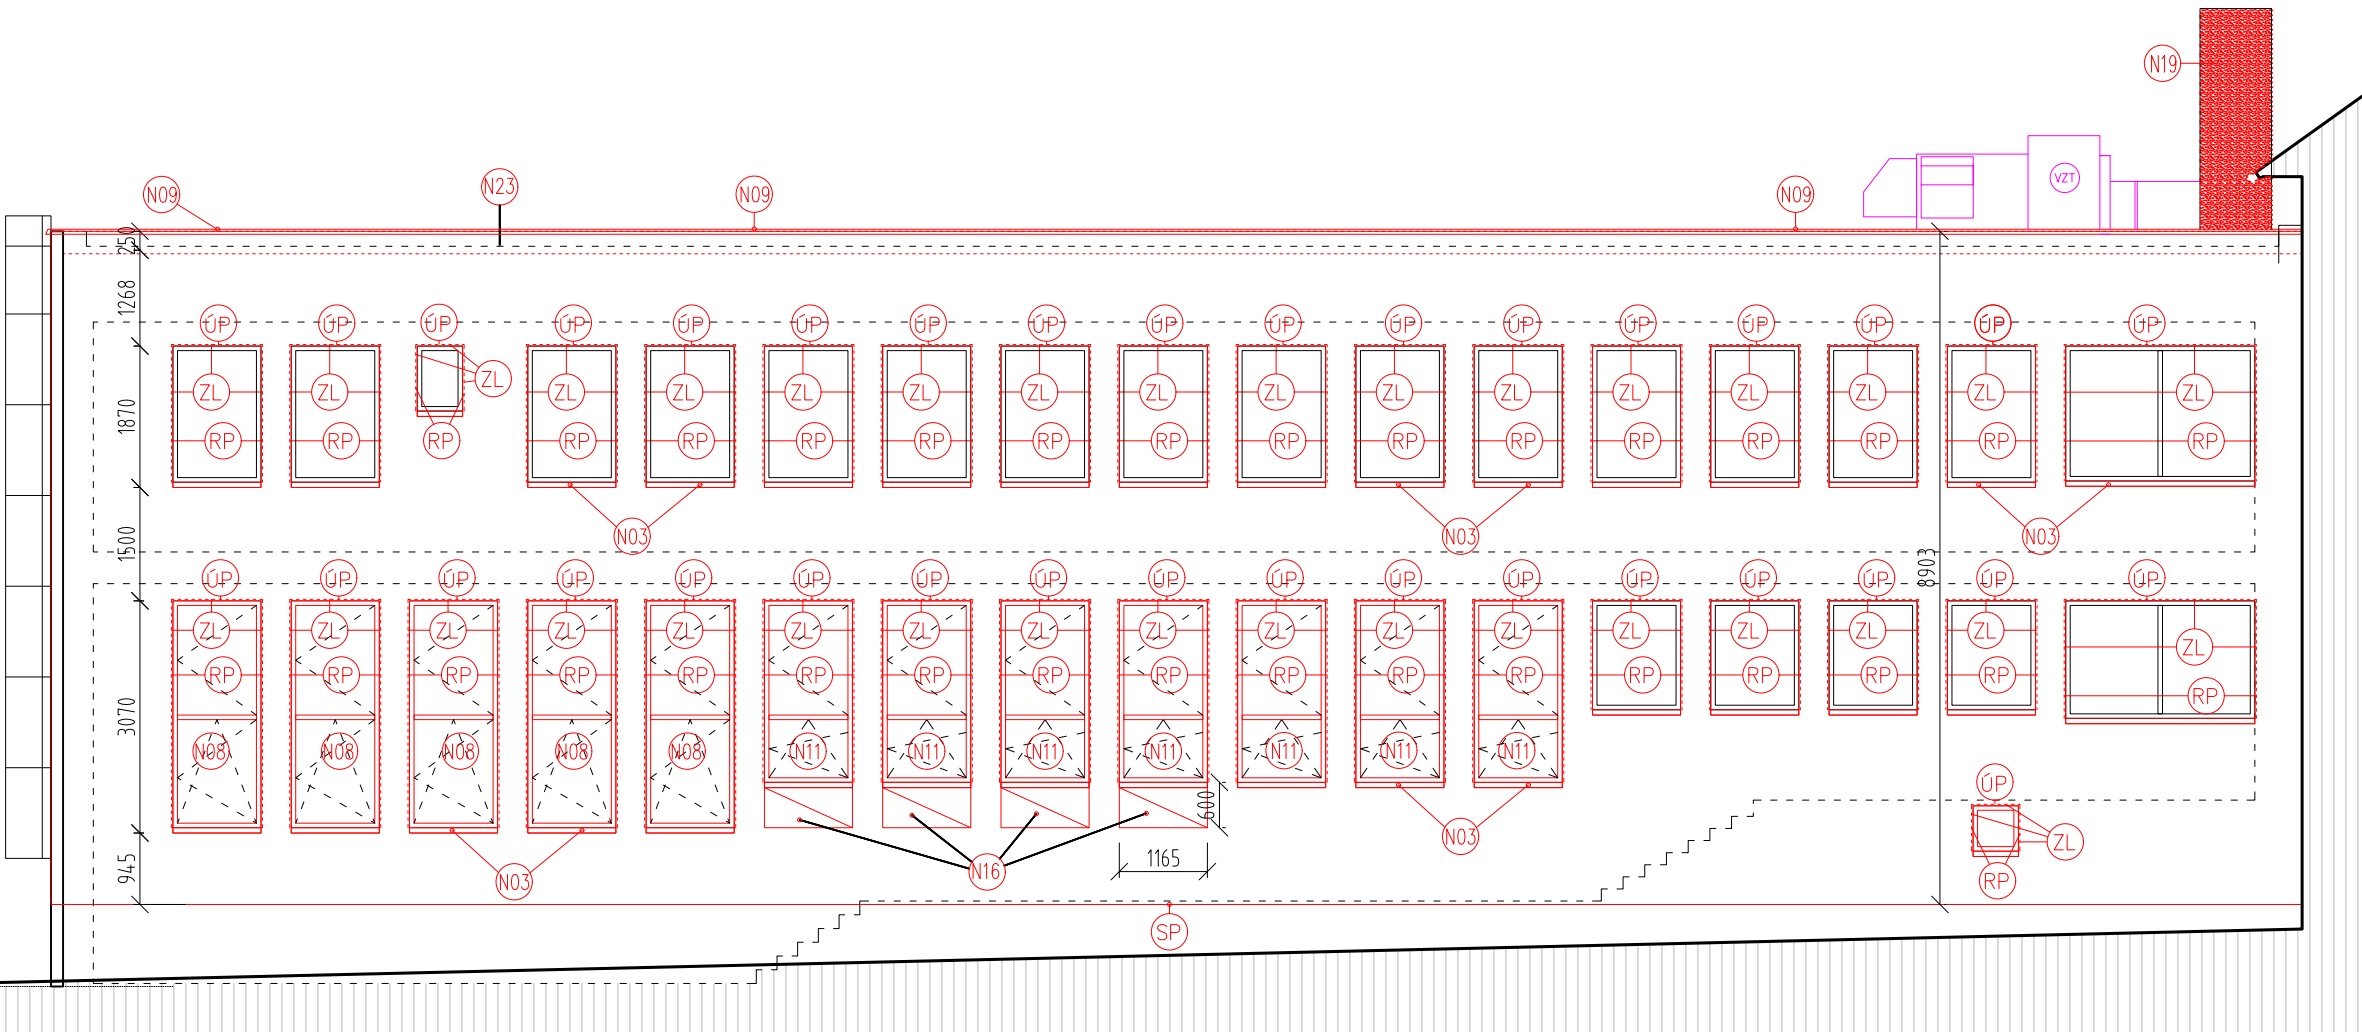 N19
VZT
N09 N23 N09 N09
250
1268
ÚP ÚP ÚP ÚP ÚP ÚP ÚP ÚP ÚP ÚP ÚP ÚP ÚP ÚP ÚP ÚP ÚP
ZL ZL ZL ZL ZL ZL ZL ZL ZL ZL ZL ZL ZL ZL ZL ZL ZL
1870
RP RP RP RP RP RP RP RP RP RP RP RP RP RP RP RP RP
N03 N03 N03
1500
8903
ÚP ÚP ÚP ÚP ÚP ÚP ÚP ÚP ÚP ÚP ÚP ÚP ÚP ÚP ÚP ÚP ÚP
ZL ZL ZL ZL ZL ZL ZL ZL ZL ZL ZL ZL ZL ZL ZL ZL ZL
RP RP RP RP RP RP RP RP RP RP RP RP RP RP RP RP RP
3070
N08 N08 N08 N08 N08 N11 N11 N11 N11 N11 N11 N11
ÚP
600
N03
ZL
945
N03 N16 1165 RP
SP